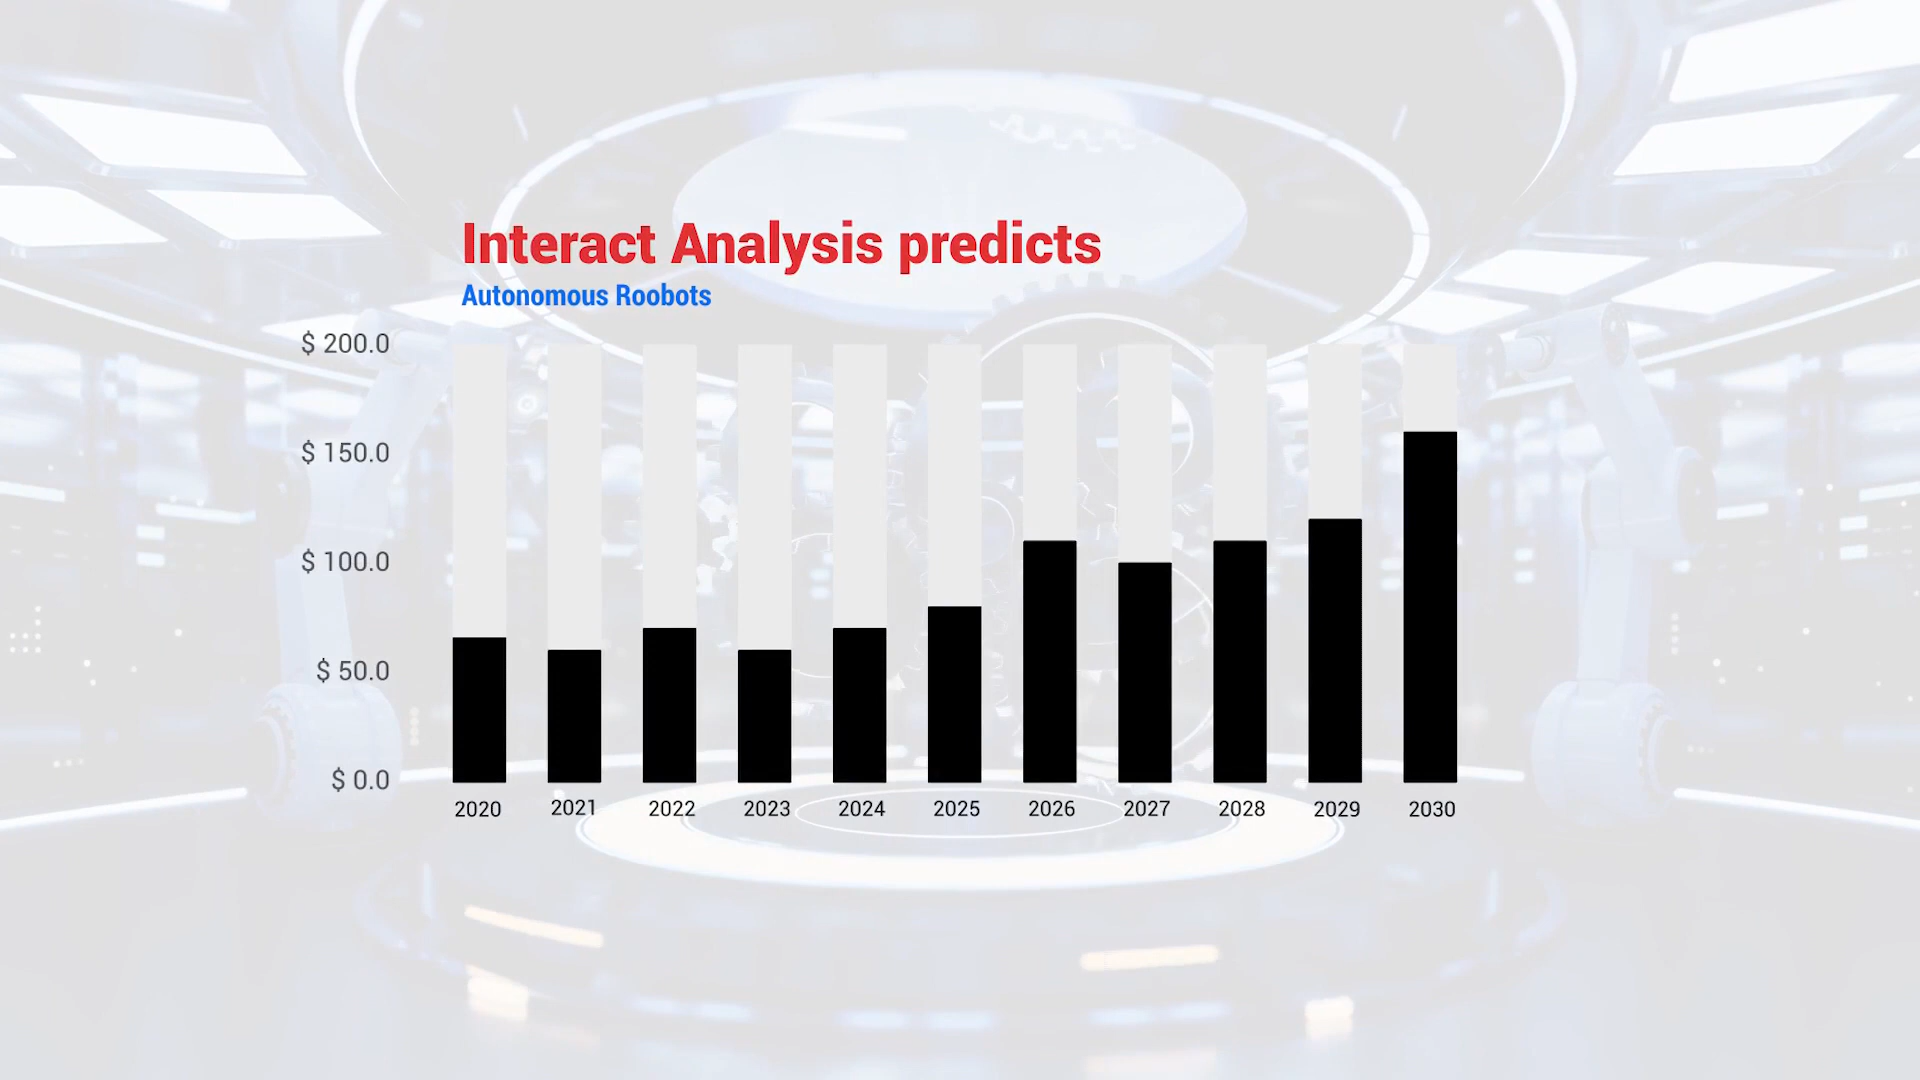 Interact Analysis predicts
Autonomous Roobots
$ 200.0
$ 150.0
$ 100.0
$ 50.0
$ 0.0
2020 2021 2022 2023 2024 2025 2026 2027 2028 2029 2030